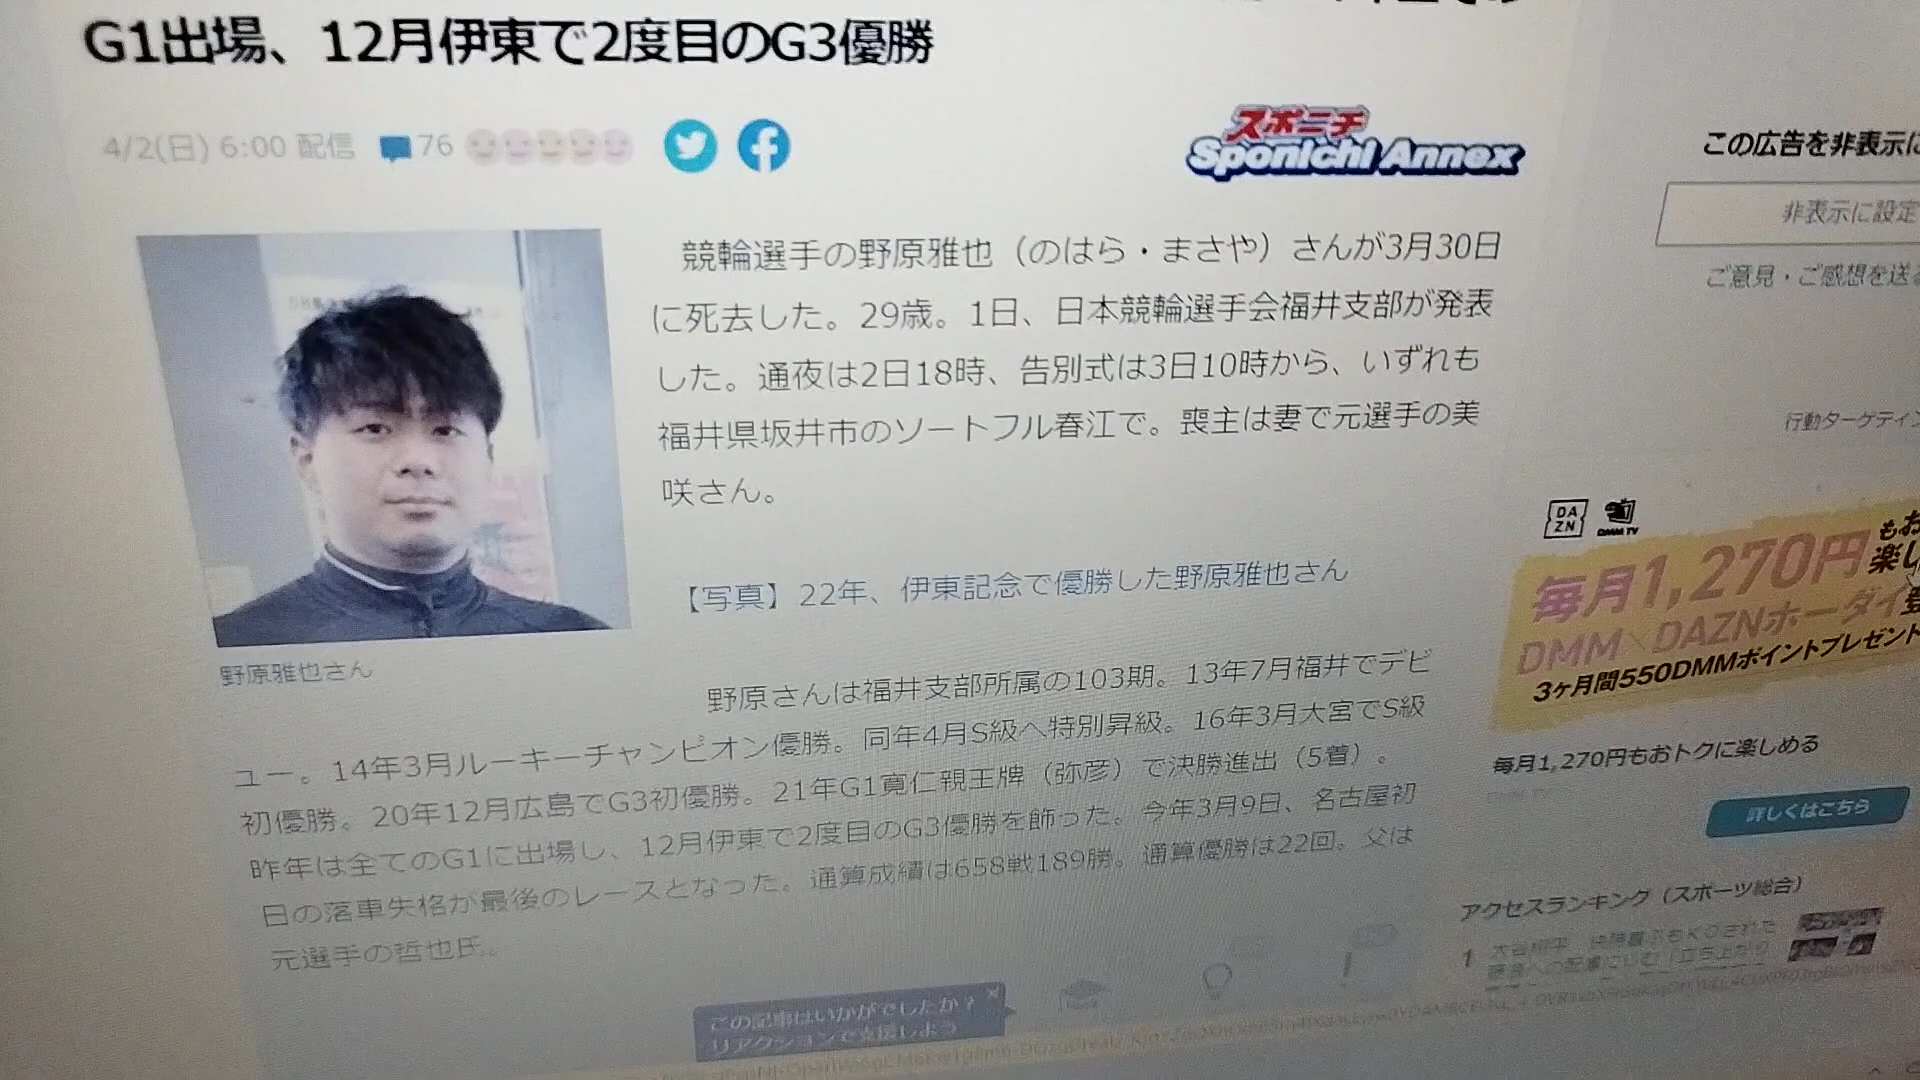 G1出場、12月伊東で2度目のG3優勝
4/2(日) 6:00 配信 76
スポニチ
Sponichi Annex
競輪選手の野原雅也（のはら・まさや）さんが3月30日
に死去した。29歳。1日、日本競輪選手会福井支部が発表
した。通夜は2日18時、告別式は3日10時から、いずれも
福井県坂井市のソートフル春江で。喪主は妻で元選手の美
咲さん。
【写真】22年、伊東記念で優勝した野原雅也さん
野原雅也さん
野原さんは福井支部所属の103期。13年7月福井でデビ
ュー。14年3月ルーキーチャンピオン優勝。同年4月S級へ特別昇級。16年3月大宮でS級
初優勝。20年12月広島でG3初優勝。21年G1寛仁親王牌（弥彦）で決勝進出（5着）。
昨年は全てのG1に出場し、12月伊東で2度目のG3優勝を飾った。今年3月9日、名古屋初
日の落車失格が最後のレースとなった。通算成績は658戦189勝。通算優勝は22回。父は
元選手の哲也氏。
この記事はいかがでしたか？
リアクションで支援しよう
この広告を非表示に
非表示に設定
ご意見・ご感想を送る
行動ターゲティン
DAZN
DMM TV
毎月1,270円もお
楽し
DMM×DAZNホーダイ登
3ヶ月間550DMMポイントプレゼント
毎月1,270円もおトクに楽しめる
DMM TV
詳しくはこちら
アクセスランキング（スポーツ総合）
1